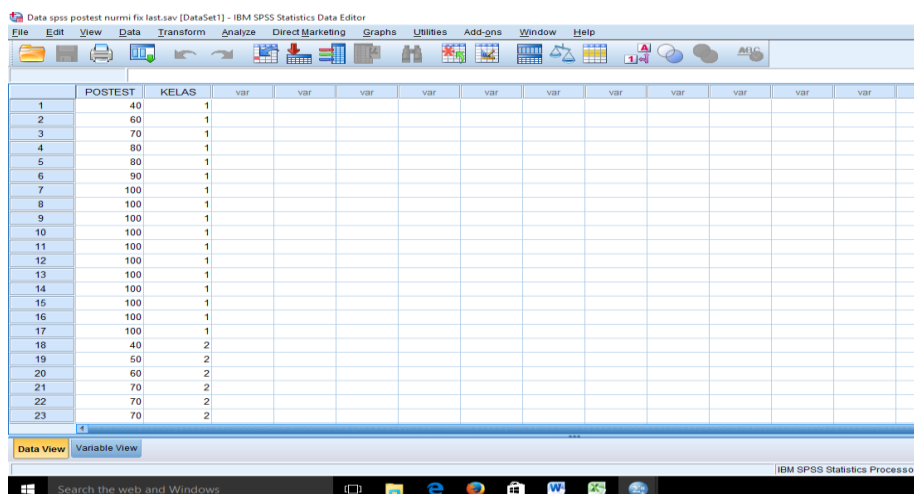 Data spss postest nurmi fix last.sav [DataSet1] - IBM SPSS Statistics Data Editor
File Edit View Data Transform Analyze Direct Marketing Graphs Utilities Add-ons Window Help
POSTEST KELAS var var var var var var var var var var
1 40 1
2 60 1
3 70 1
4 80 1
5 80 1
6 90 1
7 100 1
8 100 1
9 100 1
10 100 1
11 100 1
12 100 1
13 100 1
14 100 1
15 100 1
16 100 1
17 100 1
18 40 2
19 50 2
20 60 2
21 70 2
22 70 2
23 70 2
Data View Variable View
IBM SPSS Statistics Processo
Search the web and Windows